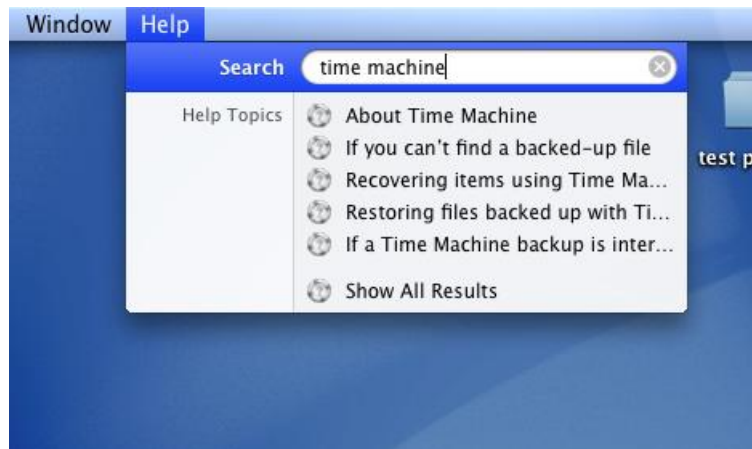 Window Help
Search time machine
Help Topics About Time Machine
If you can't find a backed-up file
Recovering items using Time Ma...
Restoring files backed up with Ti...
If a Time Machine backup is inter...
Show All Results
test p